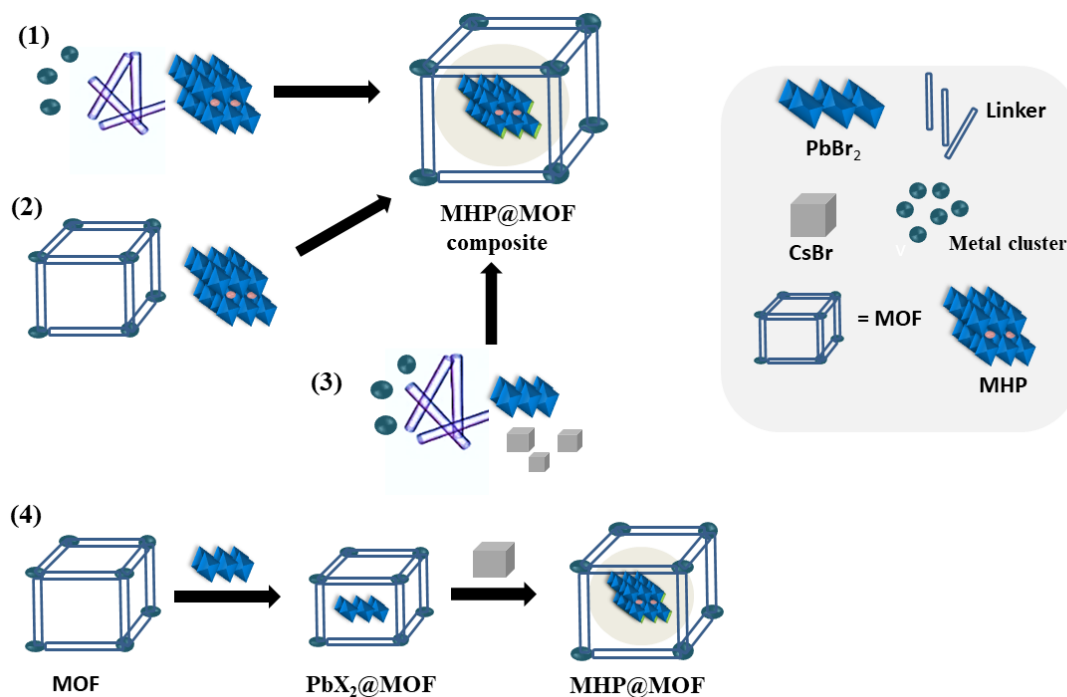 (1)
MHP@MOF
composite
(2)
(3)
(4)
MOF
PbX₂@MOF
MHP@MOF
PbBr₂
Linker
CsBr
v
Metal cluster
= MOF
MHP